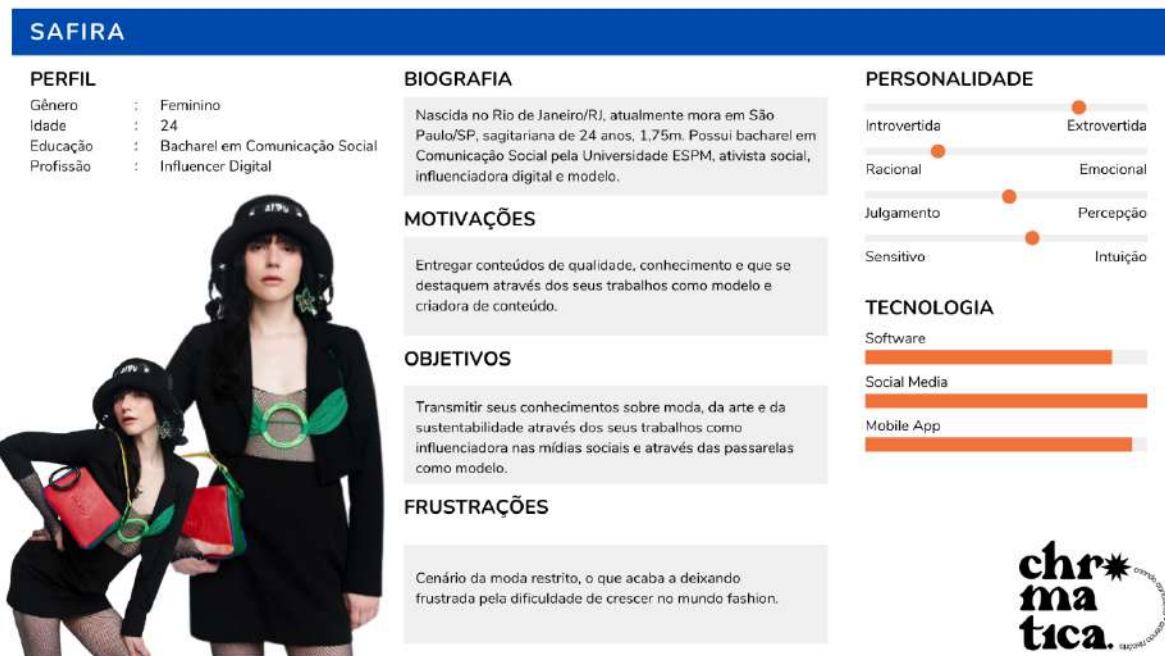 SAFIRA
PERFIL
Gênero : Feminino
Idade : 24
Educação : Bacharel em Comunicação Social
Profissão : Influencer Digital
BIOGRAFIA
Nascida no Rio de Janeiro/RJ, atualmente mora em São
Paulo/SP, sagitariana de 24 anos, 1,75m. Possui bacharel em
Comunicação Social pela Universidade ESPM, ativista social,
influenciadora digital e modelo.
MOTIVAÇÕES
Entregar conteúdos de qualidade, conhecimento e que se
destaquem através dos seus trabalhos como modelo e
criadora de conteúdo.
OBJETIVOS
Transmitir seus conhecimentos sobre moda, da arte e da
sustentabilidade através dos seus trabalhos como
influenciadora nas mídias sociais e através das passarelas
como modelo.
FRUSTRAÇÕES
Cenário da moda restrito, o que acaba a deixando
frustrada pela dificuldade de crescer no mundo fashion.
PERSONALIDADE
Introvertida Extrovertida
Racional Emocional
Julgamento Percepção
Sensitivo Intuição
TECNOLOGIA
Software
Social Media
Mobile App
chr
ma
tica.